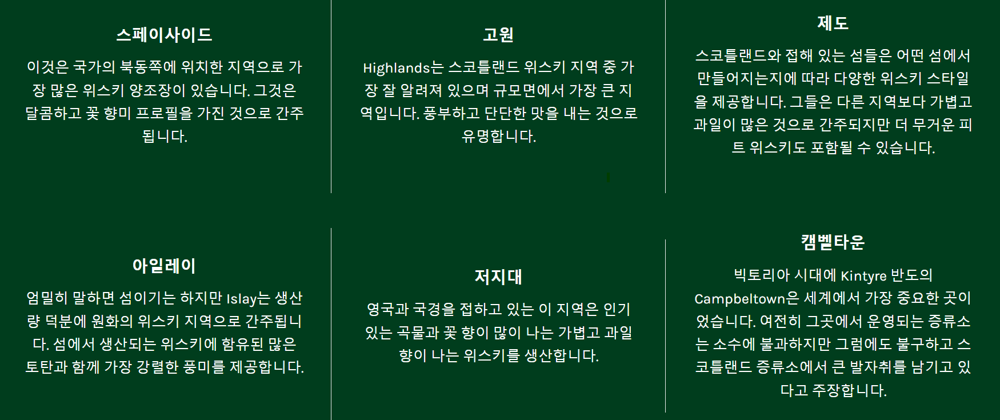 스페이사이드
이것은 국가의 북동쪽에 위치한 지역으로 가
장 많은 위스키 양조장이 있습니다. 그것은
달콤하고 꽃 향미 프로필을 가진 것으로 간주
됩니다.
고원
Highlands는 스코틀랜드 위스키 지역 중 가
장 잘 알려져 있으며 규모면에서 가장 큰 지
역입니다. 풍부하고 단단한 맛을 내는 것으로
유명합니다.
제도
스코틀랜드와 접해 있는 섬들은 어떤 섬에서
만들어지는지에 따라 다양한 위스키 스타일
을 제공합니다. 그들은 다른 지역보다 가볍고
과일이 많은 것으로 간주되지만 더 무거운 피
트 위스키도 포함될 수 있습니다.
아일레이
엄밀히 말하면 섬이기는 하지만 Islay는 생산
량 덕분에 원화의 위스키 지역으로 간주됩니
다. 섬에서 생산되는 위스키에 함유된 많은
토탄과 함께 가장 강렬한 풍미를 제공합니다.
저지대
영국과 국경을 접하고 있는 이 지역은 인기
있는 곡물과 꽃 향이 많이 나는 가볍고 과일
향이 나는 위스키를 생산합니다.
캠벨타운
빅토리아 시대에 Kintyre 반도의
Campbeltown은 세계에서 가장 중요한 곳이
었습니다. 여전히 그곳에서 운영되는 증류소
는 소수에 불과하지만 그럼에도 불구하고 스
코틀랜드 증류소에서 큰 발자취를 남기고 있
다고 주장합니다.